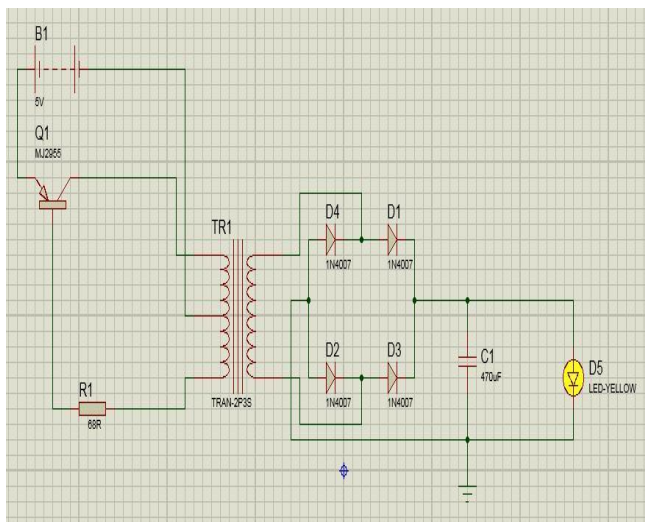 B1
5V
Q1
MJ2955
TR1
TRAN-2P3S
R1
68R
D4
1N4007
D1
1N4007
D2
1N4007
D3
1N4007
C1
470uF
D5
LED-YELLOW